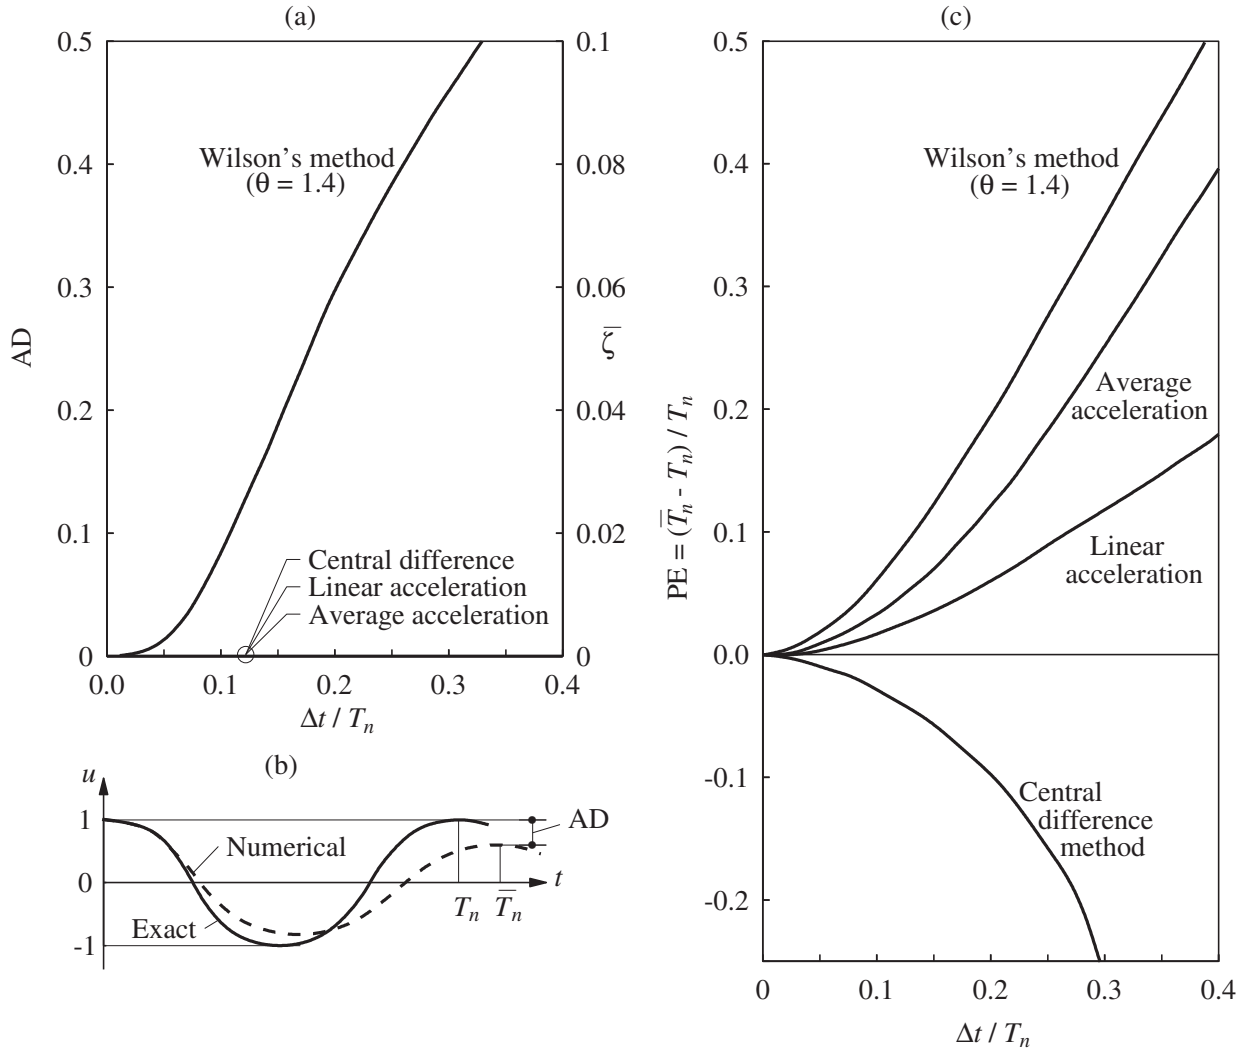 (a)
0.5
0.4
0.3
0.2
0.1
0
AD
0.1
0.08
0.06
0.04
0.02
0
ζ̅
Wilson's method
(θ = 1.4)
Central difference
Linear acceleration
Average acceleration
0.0 0.1 0.2 0.3 0.4
Δt / Tₙ
(b)
u
1
0
-1
Numerical
Exact
AD
t
Tₙ T̅ₙ
(c)
0.5
0.4
0.3
0.2
0.1
0.0
-0.1
-0.2
PE = (T̅ₙ - Tₙ) / Tₙ
Wilson's method
(θ = 1.4)
Average
acceleration
Linear
acceleration
Central
difference
method
0 0.1 0.2 0.3 0.4
Δt / Tₙ